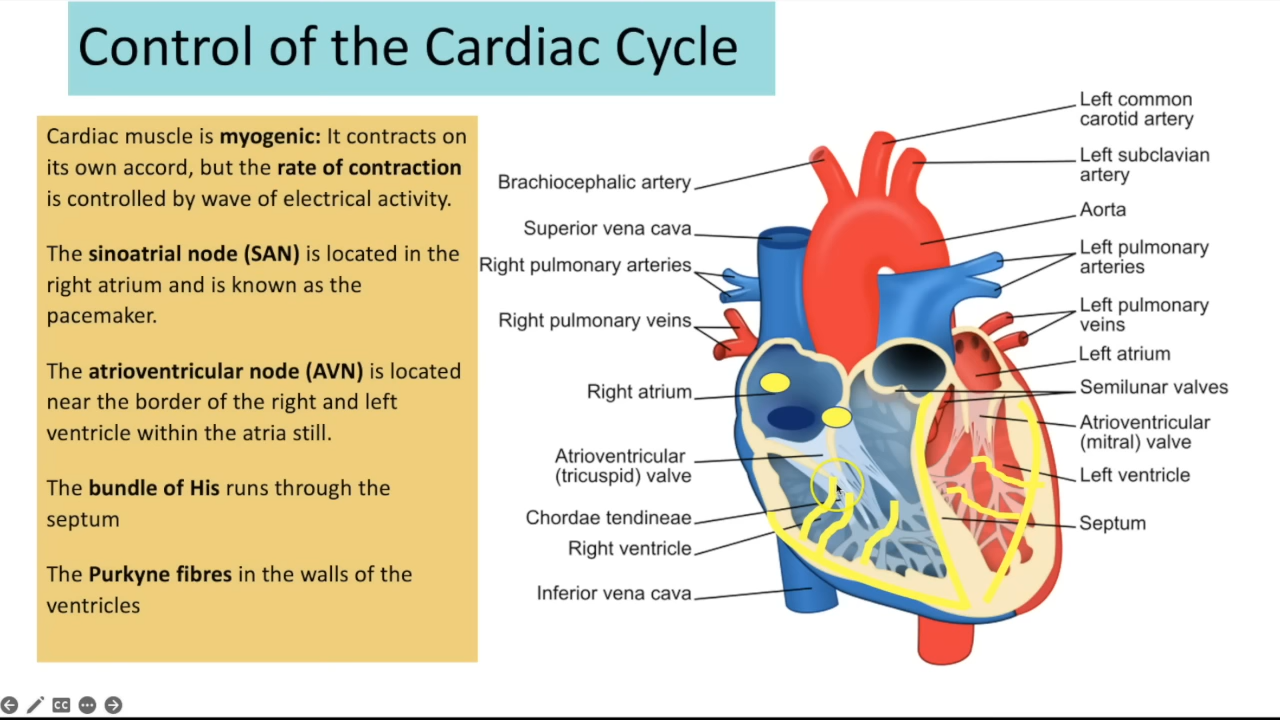 Control of the Cardiac Cycle
Cardiac muscle is myogenic: It contracts on
its own accord, but the rate of contraction
is controlled by wave of electrical activity.
The sinoatrial node (SAN) is located in the
right atrium and is known as the
pacemaker.
The atrioventricular node (AVN) is located
near the border of the right and left
ventricle within the atria still.
The bundle of His runs through the
septum
The Purkyne fibres in the walls of the
ventricles
Brachiocephalic artery
Superior vena cava
Right pulmonary arteries
Right pulmonary veins
Right atrium
Atrioventricular
(tricuspid) valve
Chordae tendineae
Right ventricle
Inferior vena cava
Left common
carotid artery
Left subclavian
artery
Aorta
Left pulmonary
arteries
Left pulmonary
veins
Left atrium
Semilunar valves
Atrioventricular
(mitral) valve
Left ventricle
Septum
CC